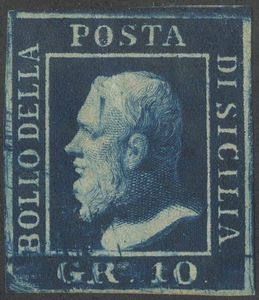 BOLLO DELLA
POSTA
DI SICILIA
GR. 10